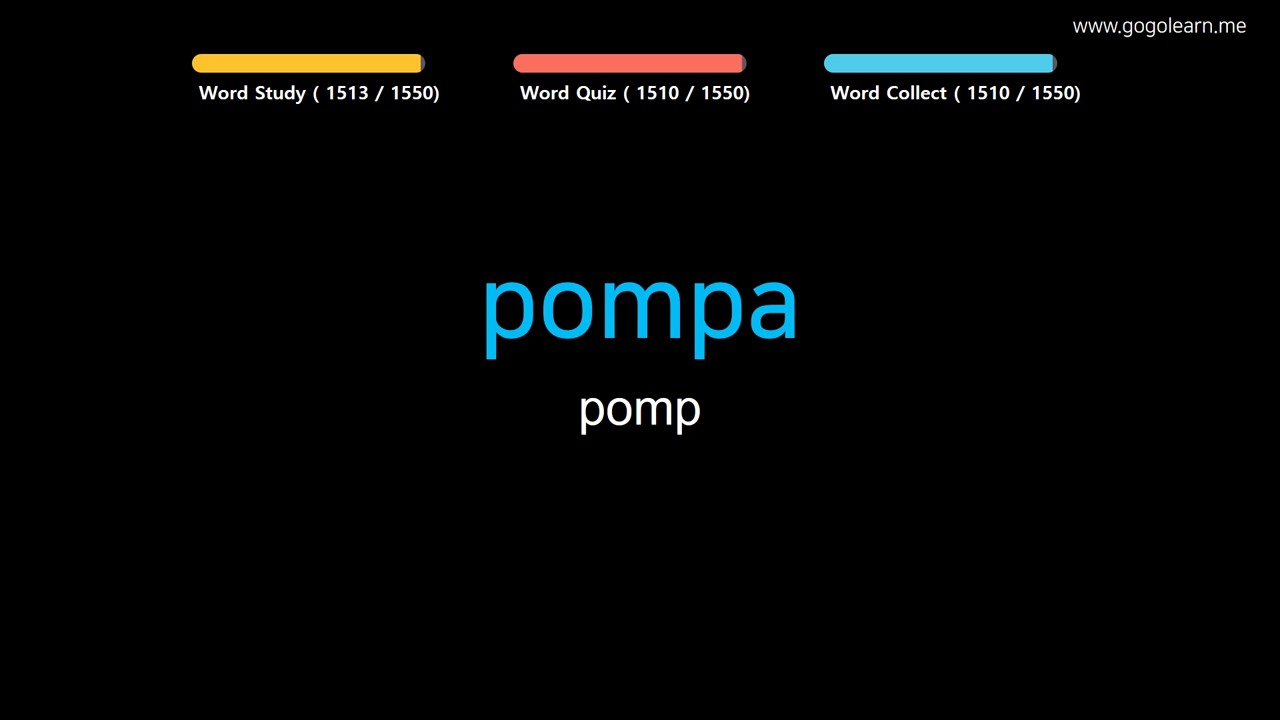 www.gogolearn.me
Word Study ( 1513 / 1550)
Word Quiz ( 1510 / 1550)
Word Collect ( 1510 / 1550)
pompa
pomp